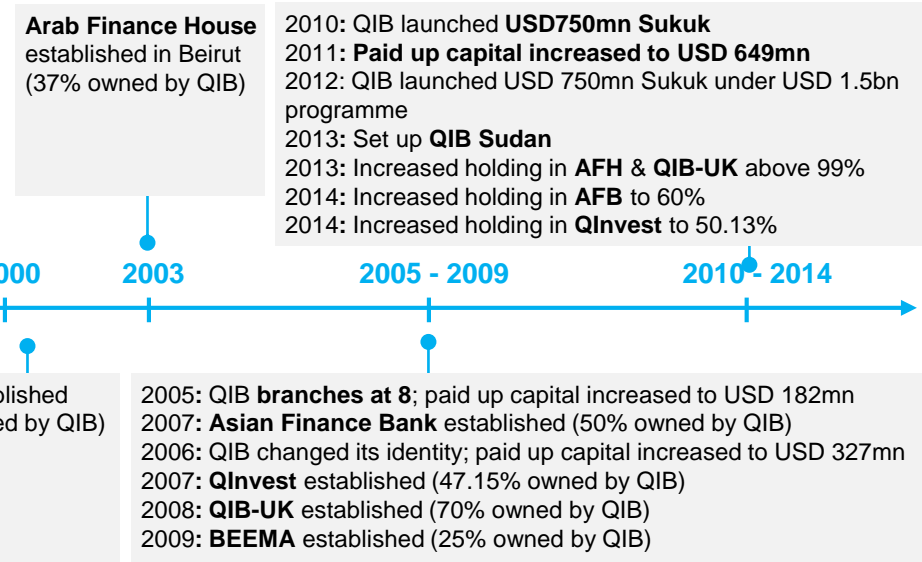 Arab Finance House
established in Beirut
(37% owned by QIB)
2010: QIB launched USD750mn Sukuk
2011: Paid up capital increased to USD 649mn
2012: QIB launched USD 750mn Sukuk under USD 1.5bn
programme
2013: Set up QIB Sudan
2013: Increased holding in AFH & QIB-UK above 99%
2014: Increased holding in AFB to 60%
2014: Increased holding in QInvest to 50.13%
000 2003 2005 - 2009 2010 - 2014
by QIB)
2005: QIB branches at 8; paid up capital increased to USD 182mn
2007: Asian Finance Bank established (50% owned by QIB)
2006: QIB changed its identity; paid up capital increased to USD 327mn
2007: QInvest established (47.15% owned by QIB)
2008: QIB-UK established (70% owned by QIB)
2009: BEEMA established (25% owned by QIB)